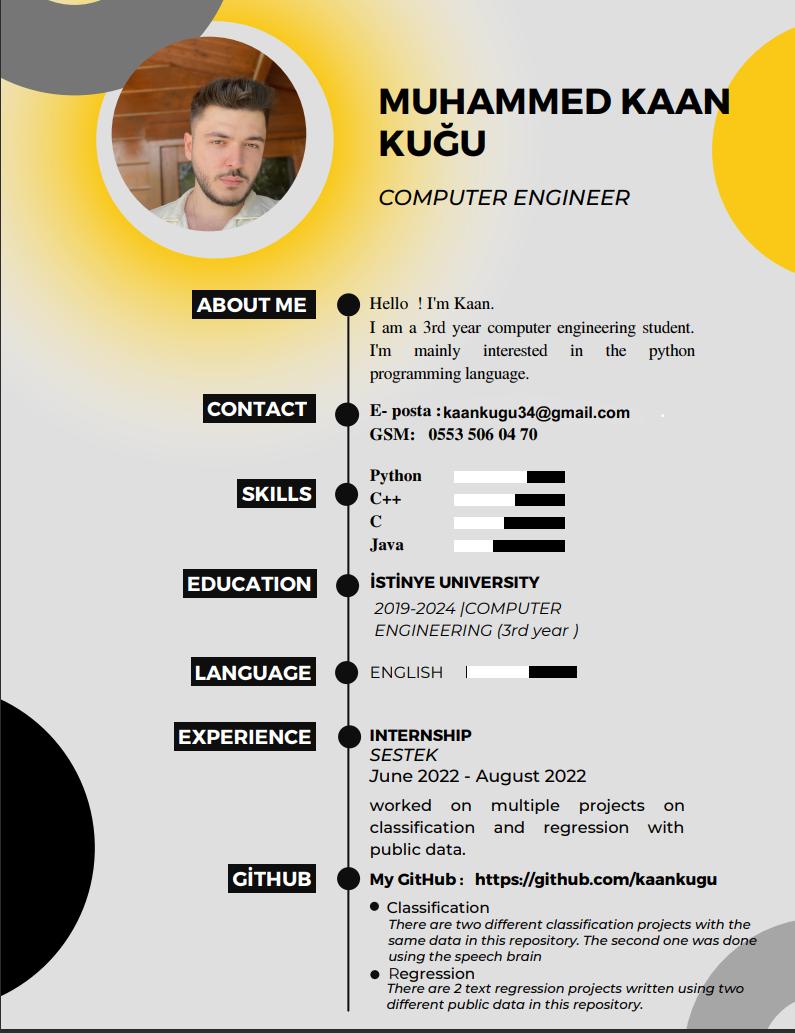 MUHAMMED KAAN
KUĞU
COMPUTER ENGINEER
ABOUT ME
Hello ! I'm Kaan.
I am a 3rd year computer engineering student.
I'm mainly interested in the python
programming language.
CONTACT
E- posta : kaankugu34@gmail.com
GSM: 0553 506 04 70
SKILLS
Python
C++
C
Java
EDUCATION
İSTİNYE UNIVERSITY
2019-2024 |COMPUTER
ENGINEERING (3rd year )
LANGUAGE
ENGLISH
EXPERIENCE
INTERNSHIP
SESTEK
June 2022 - August 2022
worked on multiple projects on
classification and regression with
public data.
GİTHUB
My GitHub : https://github.com/kaankugu
Classification
There are two different classification projects with the
same data in this repository. The second one was done
using the speech brain
Regression
There are 2 text regression projects written using two
different public data in this repository.